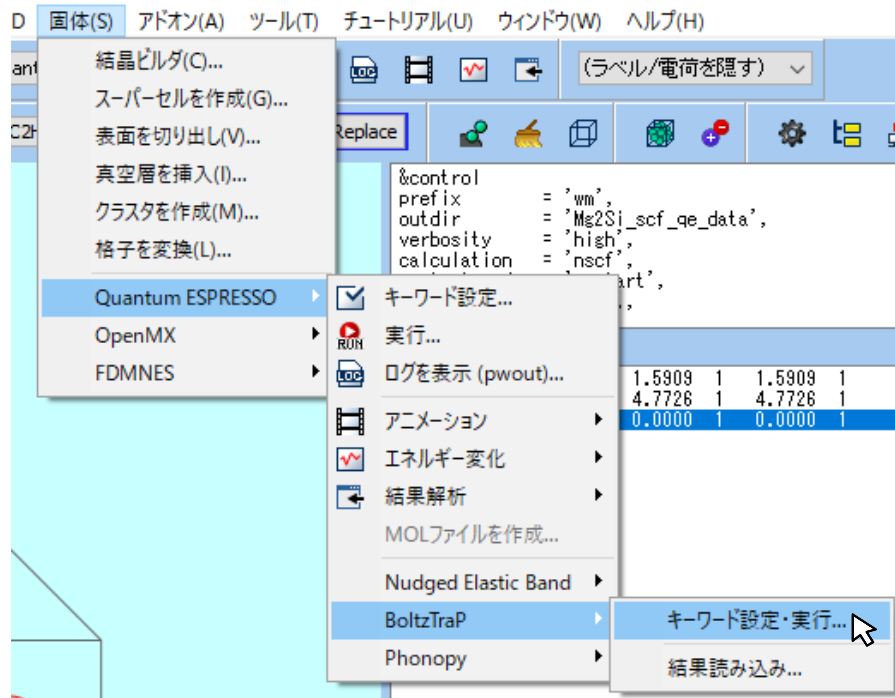 D 固体(S) アドオン(A) ツール(T) チュートリアル(U) ウィンドウ(W) ヘルプ(H)
結晶ビルダ(C)...
LOG
(ラベル/電荷を隠す)
スーパーセルを作成(G)...
表面を切り出し(V)...
Replace
真空層を挿入(I)...
クラスタを作成(M)...
格子を変換(L)...
&control
prefix = 'wm',
outdir = 'Mg2Si_scf_qe_data',
verbosity = 'high',
calculation = 'nscf',
Quantum ESPRESSO
OpenMX
FDMNES
キーワード設定...
RUN 実行...
LOG ログを表示 (pwout)...
アニメーション
エネルギー変化
結果解析
MOLファイルを作成...
Nudged Elastic Band
BoltzTraP
Phonopy
1.5909 1 1.5909 1
4.7726 1 4.7726 1
0.0000 1 0.0000 1
キーワード設定・実行...
結果読み込み...